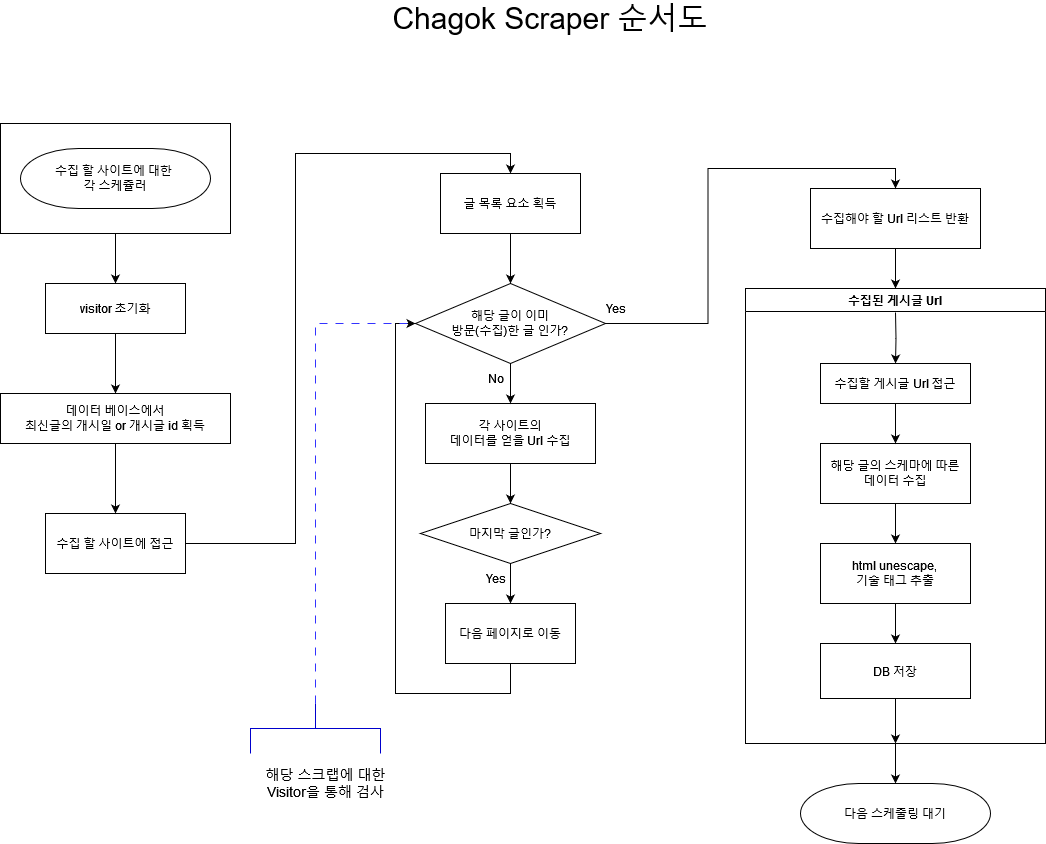 Chagok Scraper 순서도
수집 할 사이트에 대한
각 스케쥴러
visitor 초기화
데이터 베이스에서
최신글의 개시일 or 개시글 id 획득
수집 할 사이트에 접근
글 목록 요소 획득
해당 글이 이미
방문(수집)한 글 인가?
Yes
No
각 사이트의
데이터를 얻을 Url 수집
마지막 글인가?
Yes
다음 페이지로 이동
해당 스크랩에 대한
Visitor을 통해 검사
수집해야 할 Url 리스트 반환
수집된 게시글 Url
수집할 게시글 Url 접근
해당 글의 스케마에 따른
데이터 수집
html unescape,
기술 태그 추출
DB 저장
다음 스케줄링 대기